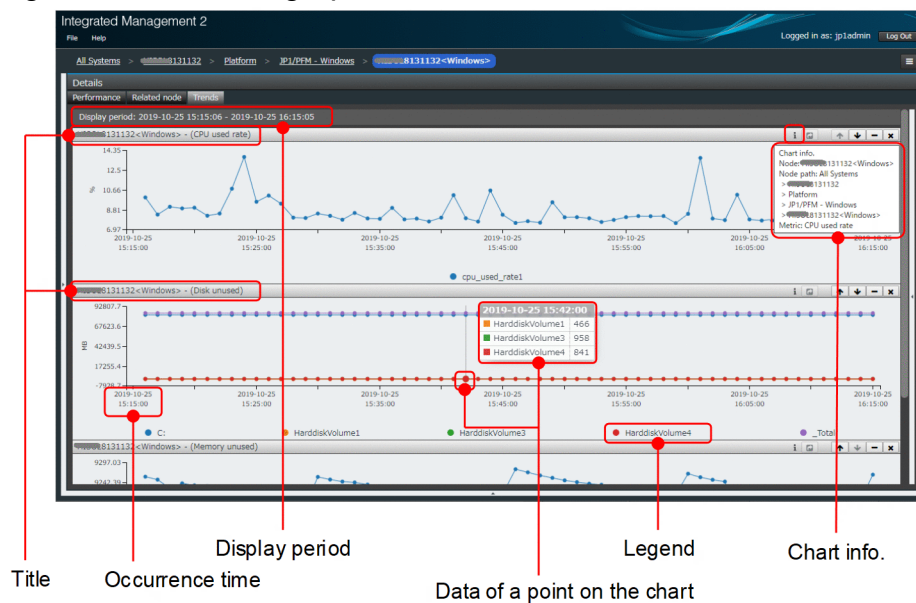 Integrated Management 2
File Help
Logged in as: jp1admin Log Out
All Systems > 8131132 > Platform > JP1/PFM - Windows > 8131132<Windows>
Details
Performance Related node Trends
Display period: 2019-10-25 15:15:06 - 2019-10-25 16:15:05
8131132<Windows> - (CPU used rate)
Chart info.
Node: 131132<Windows>
Node path: All Systems
> 131132
> Platform
> JP1/PFM - Windows
> 8131132<Windows>
Metric: CPU used rate
14.35
12.5
% 10.66
8.81
6.97
2019-10-25 2019-10-25 2019-10-25 2019-10-25 2019-10-25 2019-10-25 2019-10-25
15:15:00 15:25:00 15:35:00 15:45:00 15:55:00 16:05:00 16:15:00
cpu_used_rate1
8131132<Windows> - (Disk unused)
92807.7
67623.6
MB 42439.5
17255.4
-7928.7
2019-10-25 15:42:00
HarddiskVolume1 466
HarddiskVolume3 958
HarddiskVolume4 841
2019-10-25 2019-10-25 2019-10-25 2019-10-25 2019-10-25 2019-10-25 2019-10-25
15:15:00 15:25:00 15:35:00 15:45:00 15:55:00 16:05:00 16:15:00
C: HarddiskVolume1 HarddiskVolume3 HarddiskVolume4 _Total
8131132<Windows> - (Memory unused)
9297.03
9242.39
Display period Legend Chart info.
Title Occurrence time
Data of a point on the chart